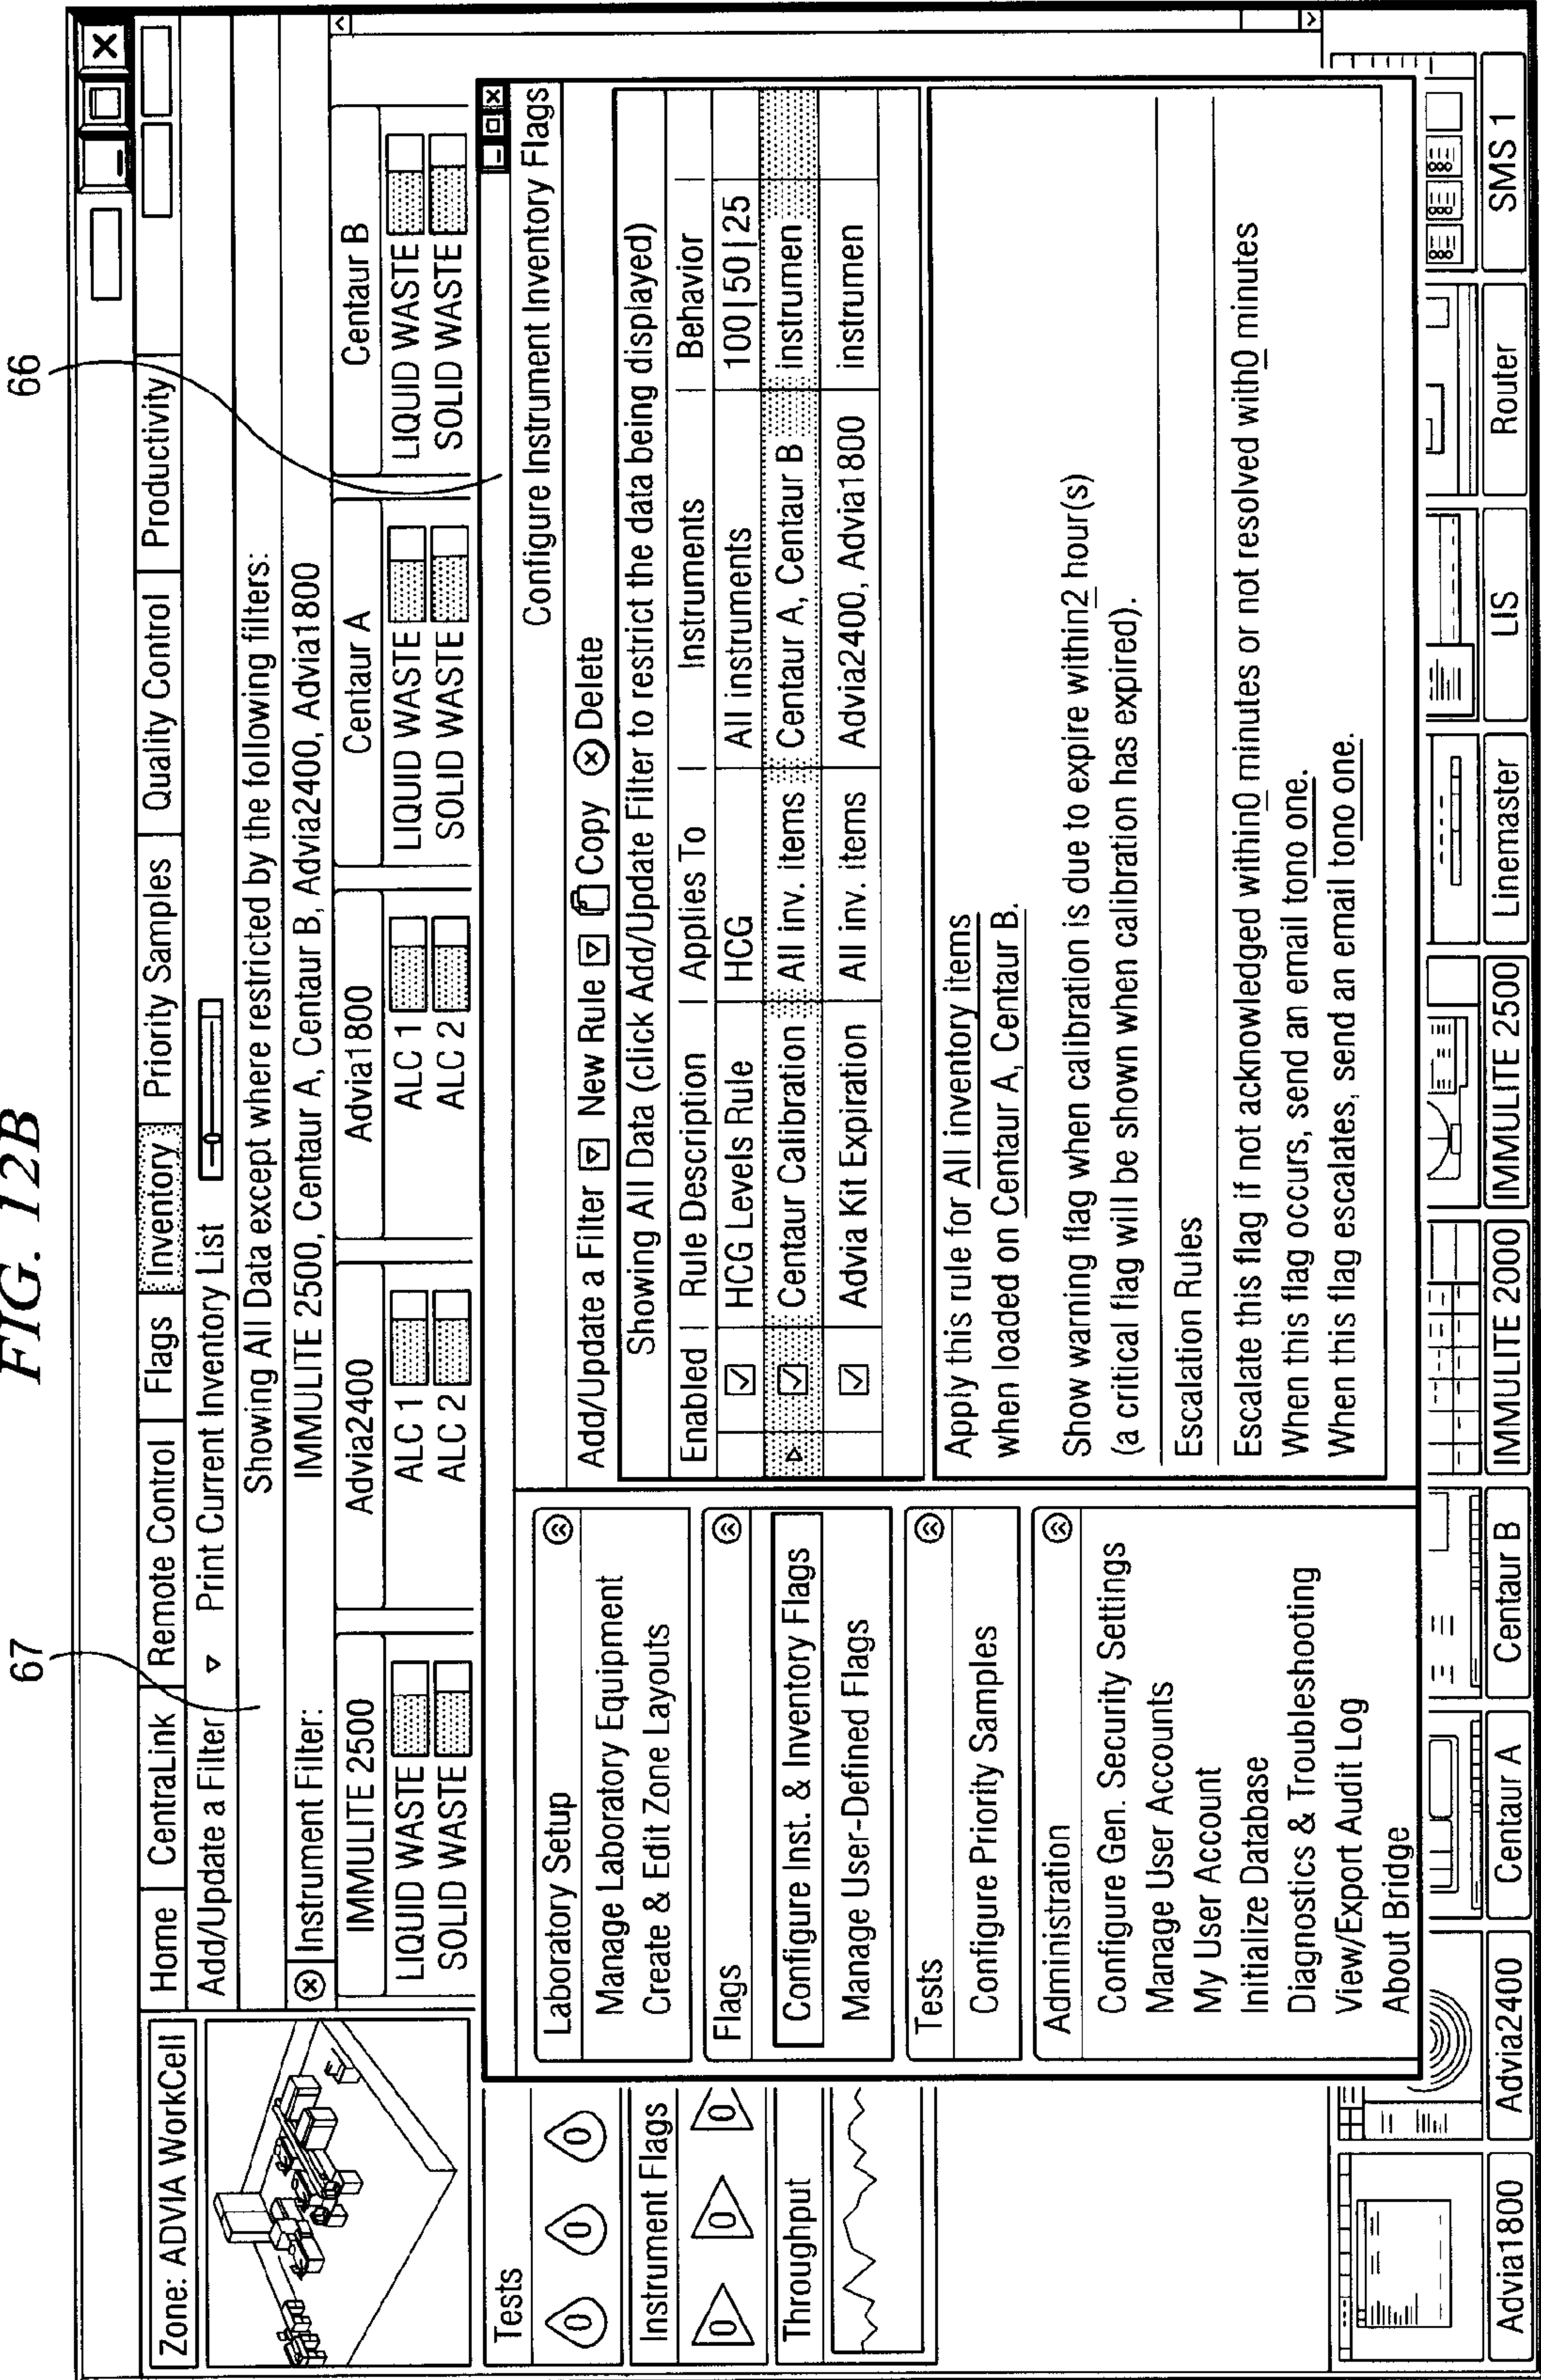 FIG. 12B
67
66
Zone: ADVIA WorkCell
Home
CentraLink
Remote Control
Flags
Inventory
Priority Samples
Quality Control
Productivity
Add/Update a Filter
Print Current Inventory List
Showing All Data except where restricted by the following filters:
Instrument Filter:
IMMULITE 2500, Centaur A, Centaur B, Advia2400, Advia1800
IMMULITE 2500
LIQUID WASTE
SOLID WASTE
Advia2400
ALC 1
ALC 2
Advia1800
ALC 1
ALC 2
Centaur A
LIQUID WASTE
SOLID WASTE
Centaur B
LIQUID WASTE
SOLID WASTE
Tests
0 0 0
Instrument Flags
0 0 0
Throughput
Laboratory Setup
Manage Laboratory Equipment
Create & Edit Zone Layouts
Flags
Configure Inst. & Inventory Flags
Manage User-Defined Flags
Tests
Configure Priority Samples
Administration
Configure Gen. Security Settings
Manage User Accounts
My User Account
Initialize Database
Diagnostics & Troubleshooting
View/Export Audit Log
About Bridge
Configure Instrument Inventory Flags
Add/Update a Filter New Rule Copy Delete
Showing All Data (click Add/Update Filter to restrict the data being displayed)
Enabled Rule Description Applies To Instruments Behavior
HCG Levels Rule HCG All instruments 100|50|25
Centaur Calibration All inv. items Centaur A, Centaur B instrumen
Advia Kit Expiration All inv. items Advia2400, Advia1800 instrumen
Apply this rule for All inventory items
when loaded on Centaur A, Centaur B.
Show warning flag when calibration is due to expire within2 hour(s)
(a critical flag will be shown when calibration has expired).
Escalation Rules
Escalate this flag if not acknowledged within0 minutes or not resolved with0 minutes
When this flag occurs, send an email tono one.
When this flag escalates, send an email tono one.
Advia1800
Advia2400
Centaur A
Centaur B
IMMULITE 2000
IMMULITE 2500
Linemaster
LIS
Router
SMS 1